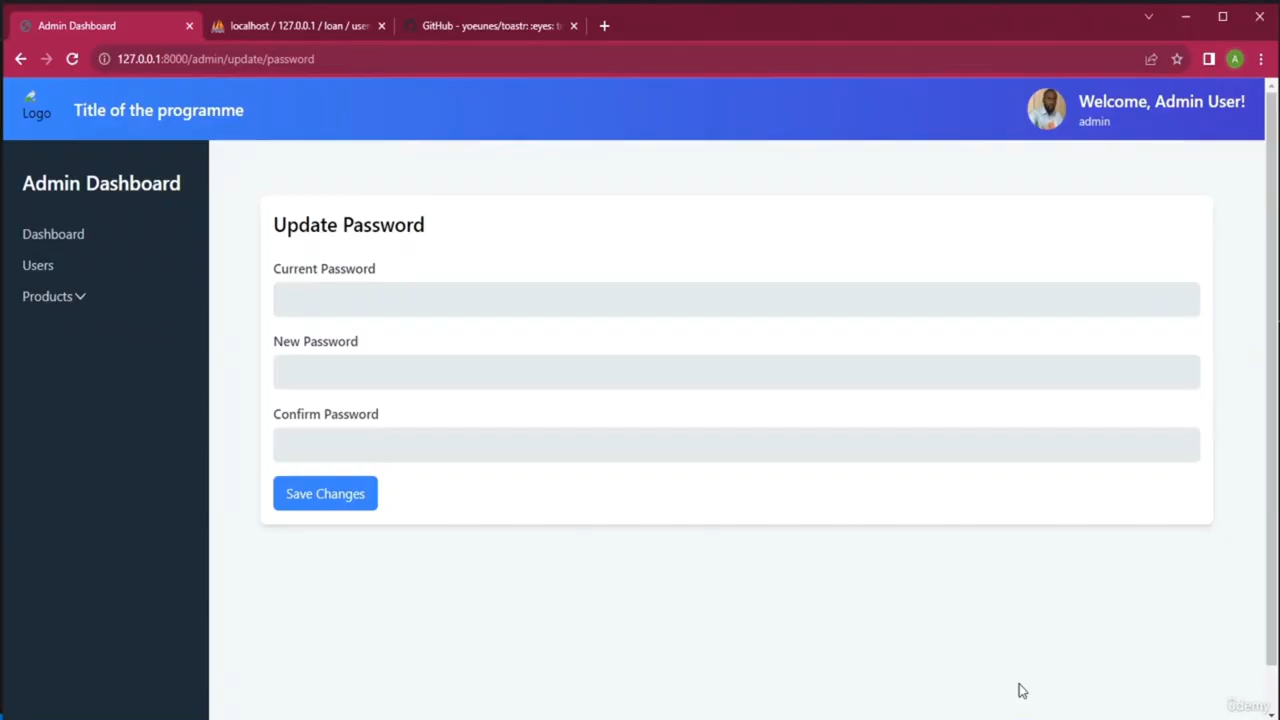 Admin Dashboard
localhost / 127.0.0.1 / loan / use
GitHub - yoeunes/toastr: :eyes: t
127.0.0.1:8000/admin/update/password
A
Logo
Title of the programme
Welcome, Admin User!
admin
Admin Dashboard
Dashboard
Users
Products
Update Password
Current Password
New Password
Confirm Password
Save Changes
ûdemy